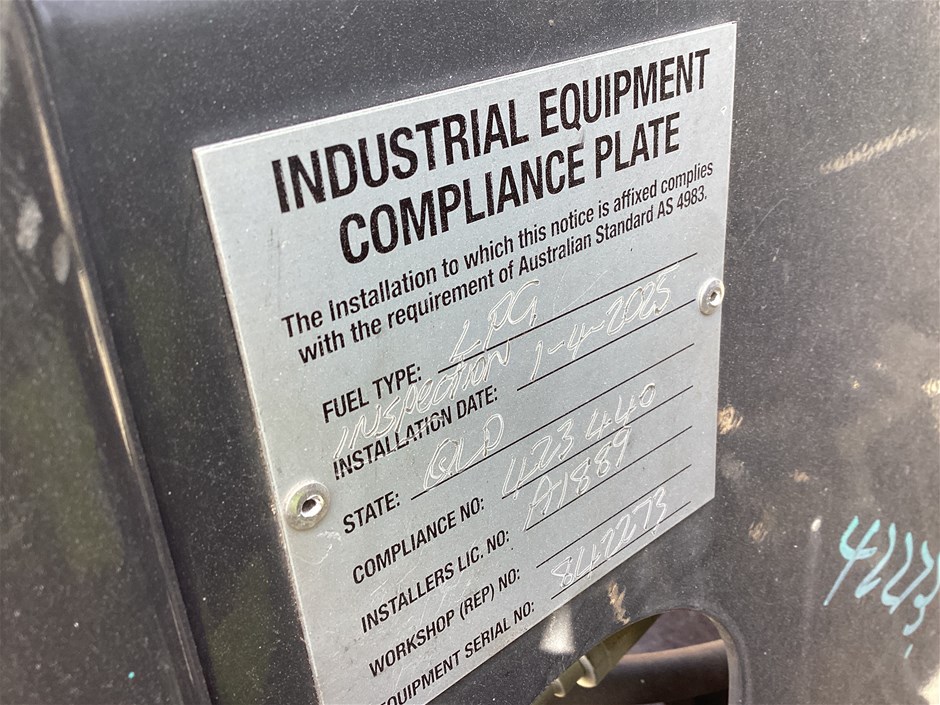 INDUSTRIAL EQUIPMENT
COMPLIANCE PLATE
The Installation to which this notice is affixed complies
with the requirement of Australian Standard AS 4983.
FUEL TYPE: LPG
INSPECTION
INSTALLATION DATE: 1-4-2025
STATE: QLD
COMPLIANCE NO: 423440
INSTALLERS LIC. NO: A1889
WORKSHOP (REP) NO:
EQUIPMENT SERIAL NO: 842273